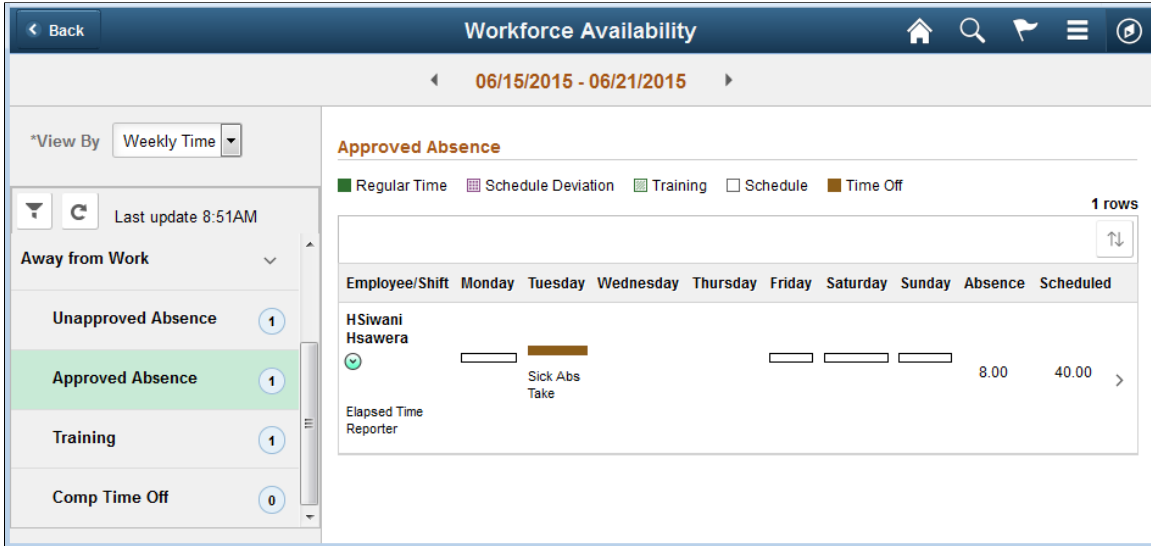 Back
Workforce Availability
06/15/2015 - 06/21/2015
*View By
Weekly Time
Last update 8:51AM
Away from Work
Unapproved Absence
1
Approved Absence
1
Training
1
Comp Time Off
0
Approved Absence
Regular Time Schedule Deviation Training Schedule Time Off
1 rows
Employee/Shift Monday Tuesday Wednesday Thursday Friday Saturday Sunday Absence Scheduled
HSiwani
Hsawera
Sick Abs
Take
8.00 40.00
Elapsed Time
Reporter